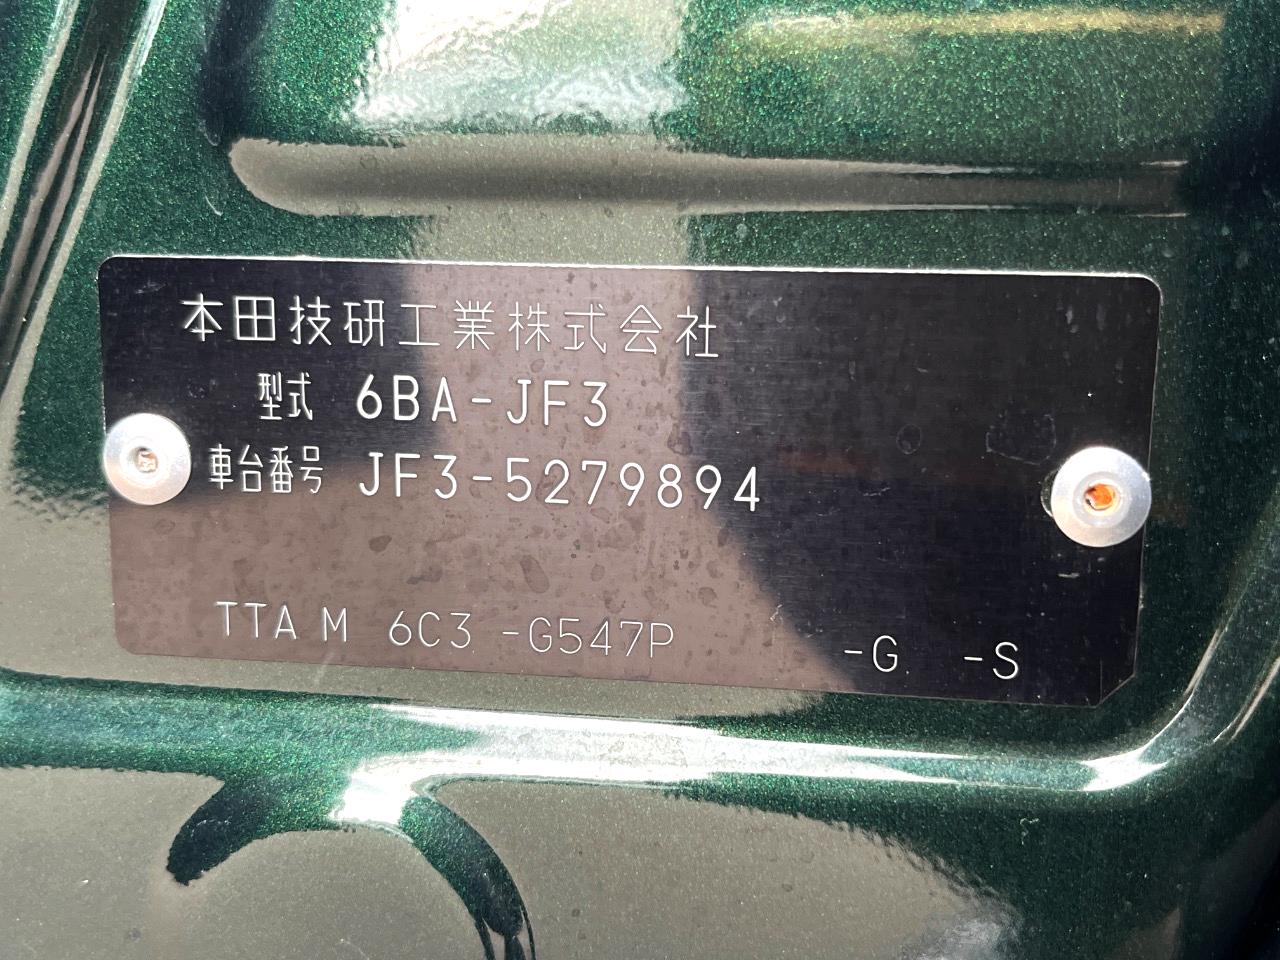 本田技研工業株式会社
型式 6BA-JF3
車台番号 JF3-5279894
TTA M 6C3 -G547P -G -S